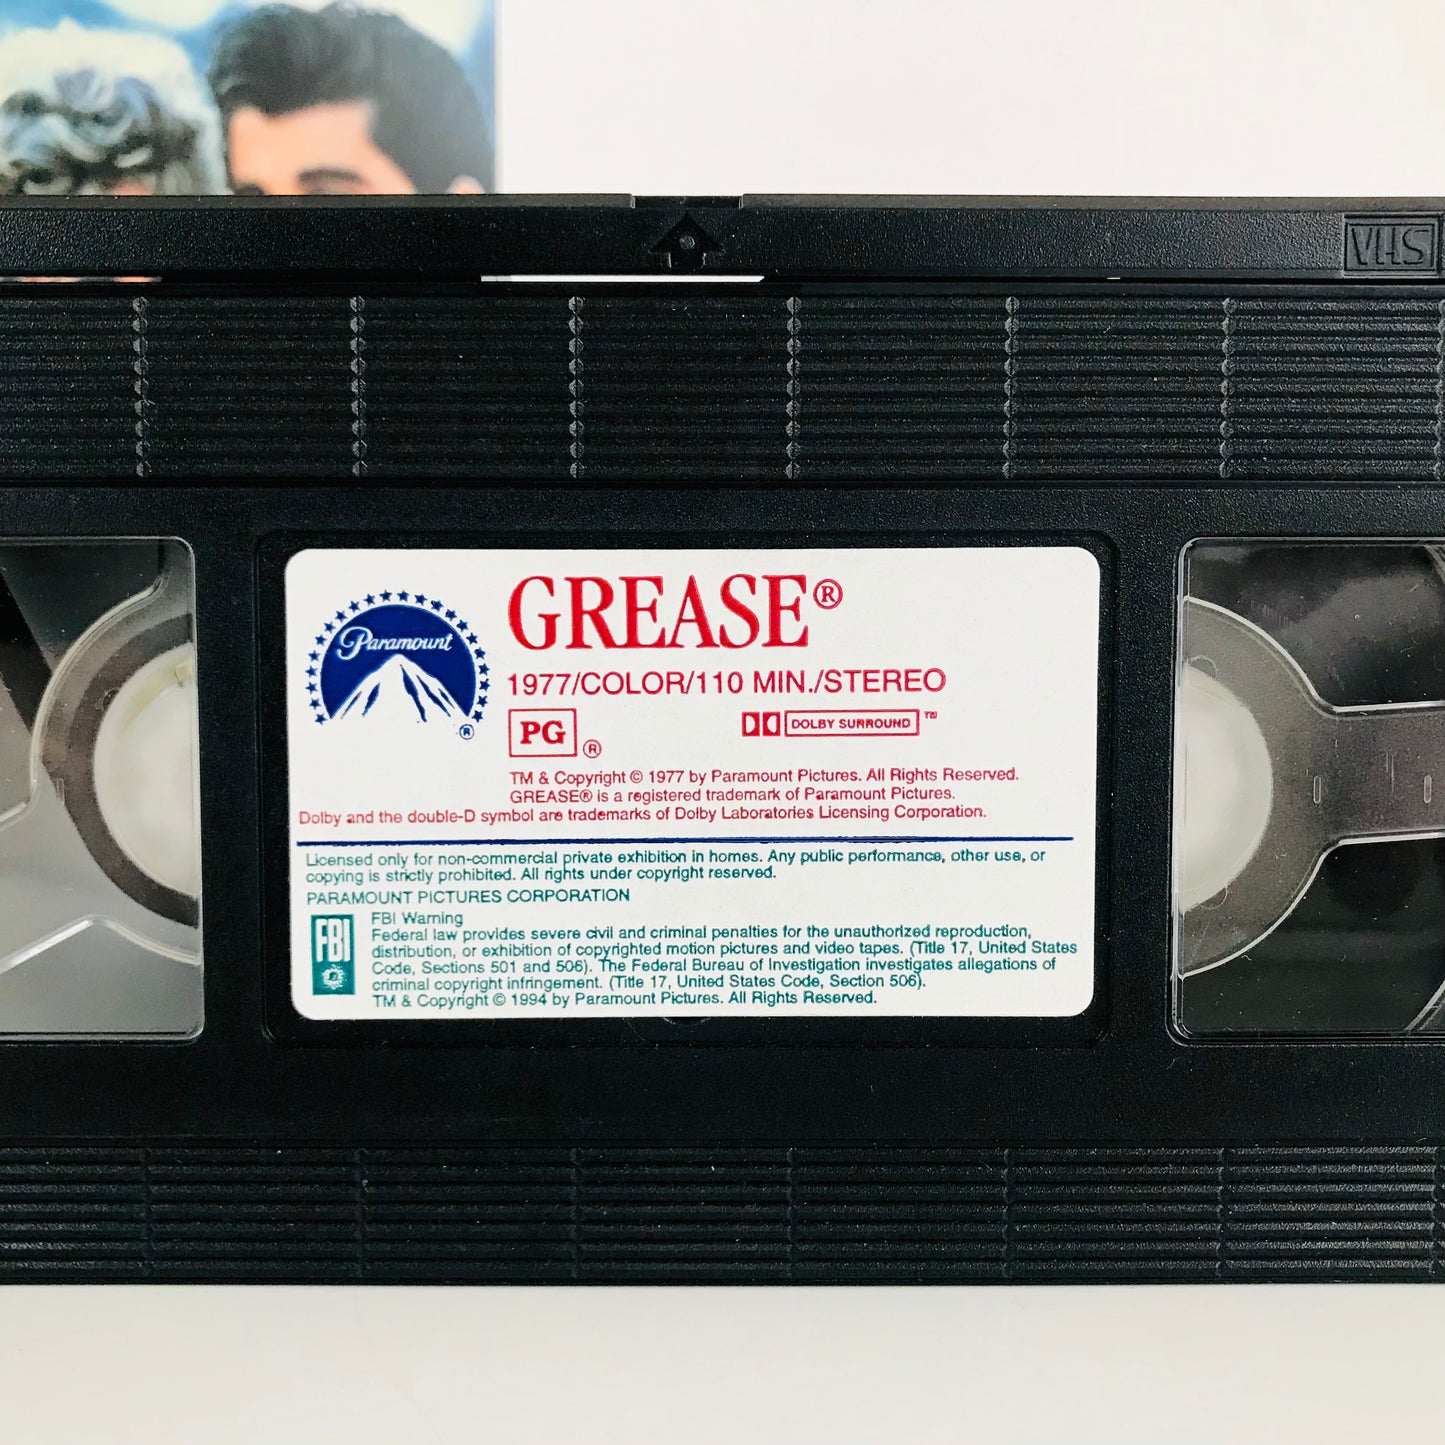 VHS
Paramount
®
GREASE®
1977/COLOR/110 MIN./STEREO
PG ® DOLBY SURROUND ™
TM & Copyright © 1977 by Paramount Pictures. All Rights Reserved.
GREASE® is a registered trademark of Paramount Pictures.
Dolby and the double-D symbol are trademarks of Dolby Laboratories Licensing Corporation.
Licensed only for non-commercial private exhibition in homes. Any public performance, other use, or
copying is strictly prohibited. All rights under copyright reserved.
PARAMOUNT PICTURES CORPORATION
FBI
FBI Warning
Federal law provides severe civil and criminal penalties for the unauthorized reproduction,
distribution, or exhibition of copyrighted motion pictures and video tapes. (Title 17, United States
Code, Sections 501 and 506). The Federal Bureau of Investigation investigates allegations of
criminal copyright infringement. (Title 17, United States Code, Section 506).
TM & Copyright © 1994 by Paramount Pictures. All Rights Reserved.